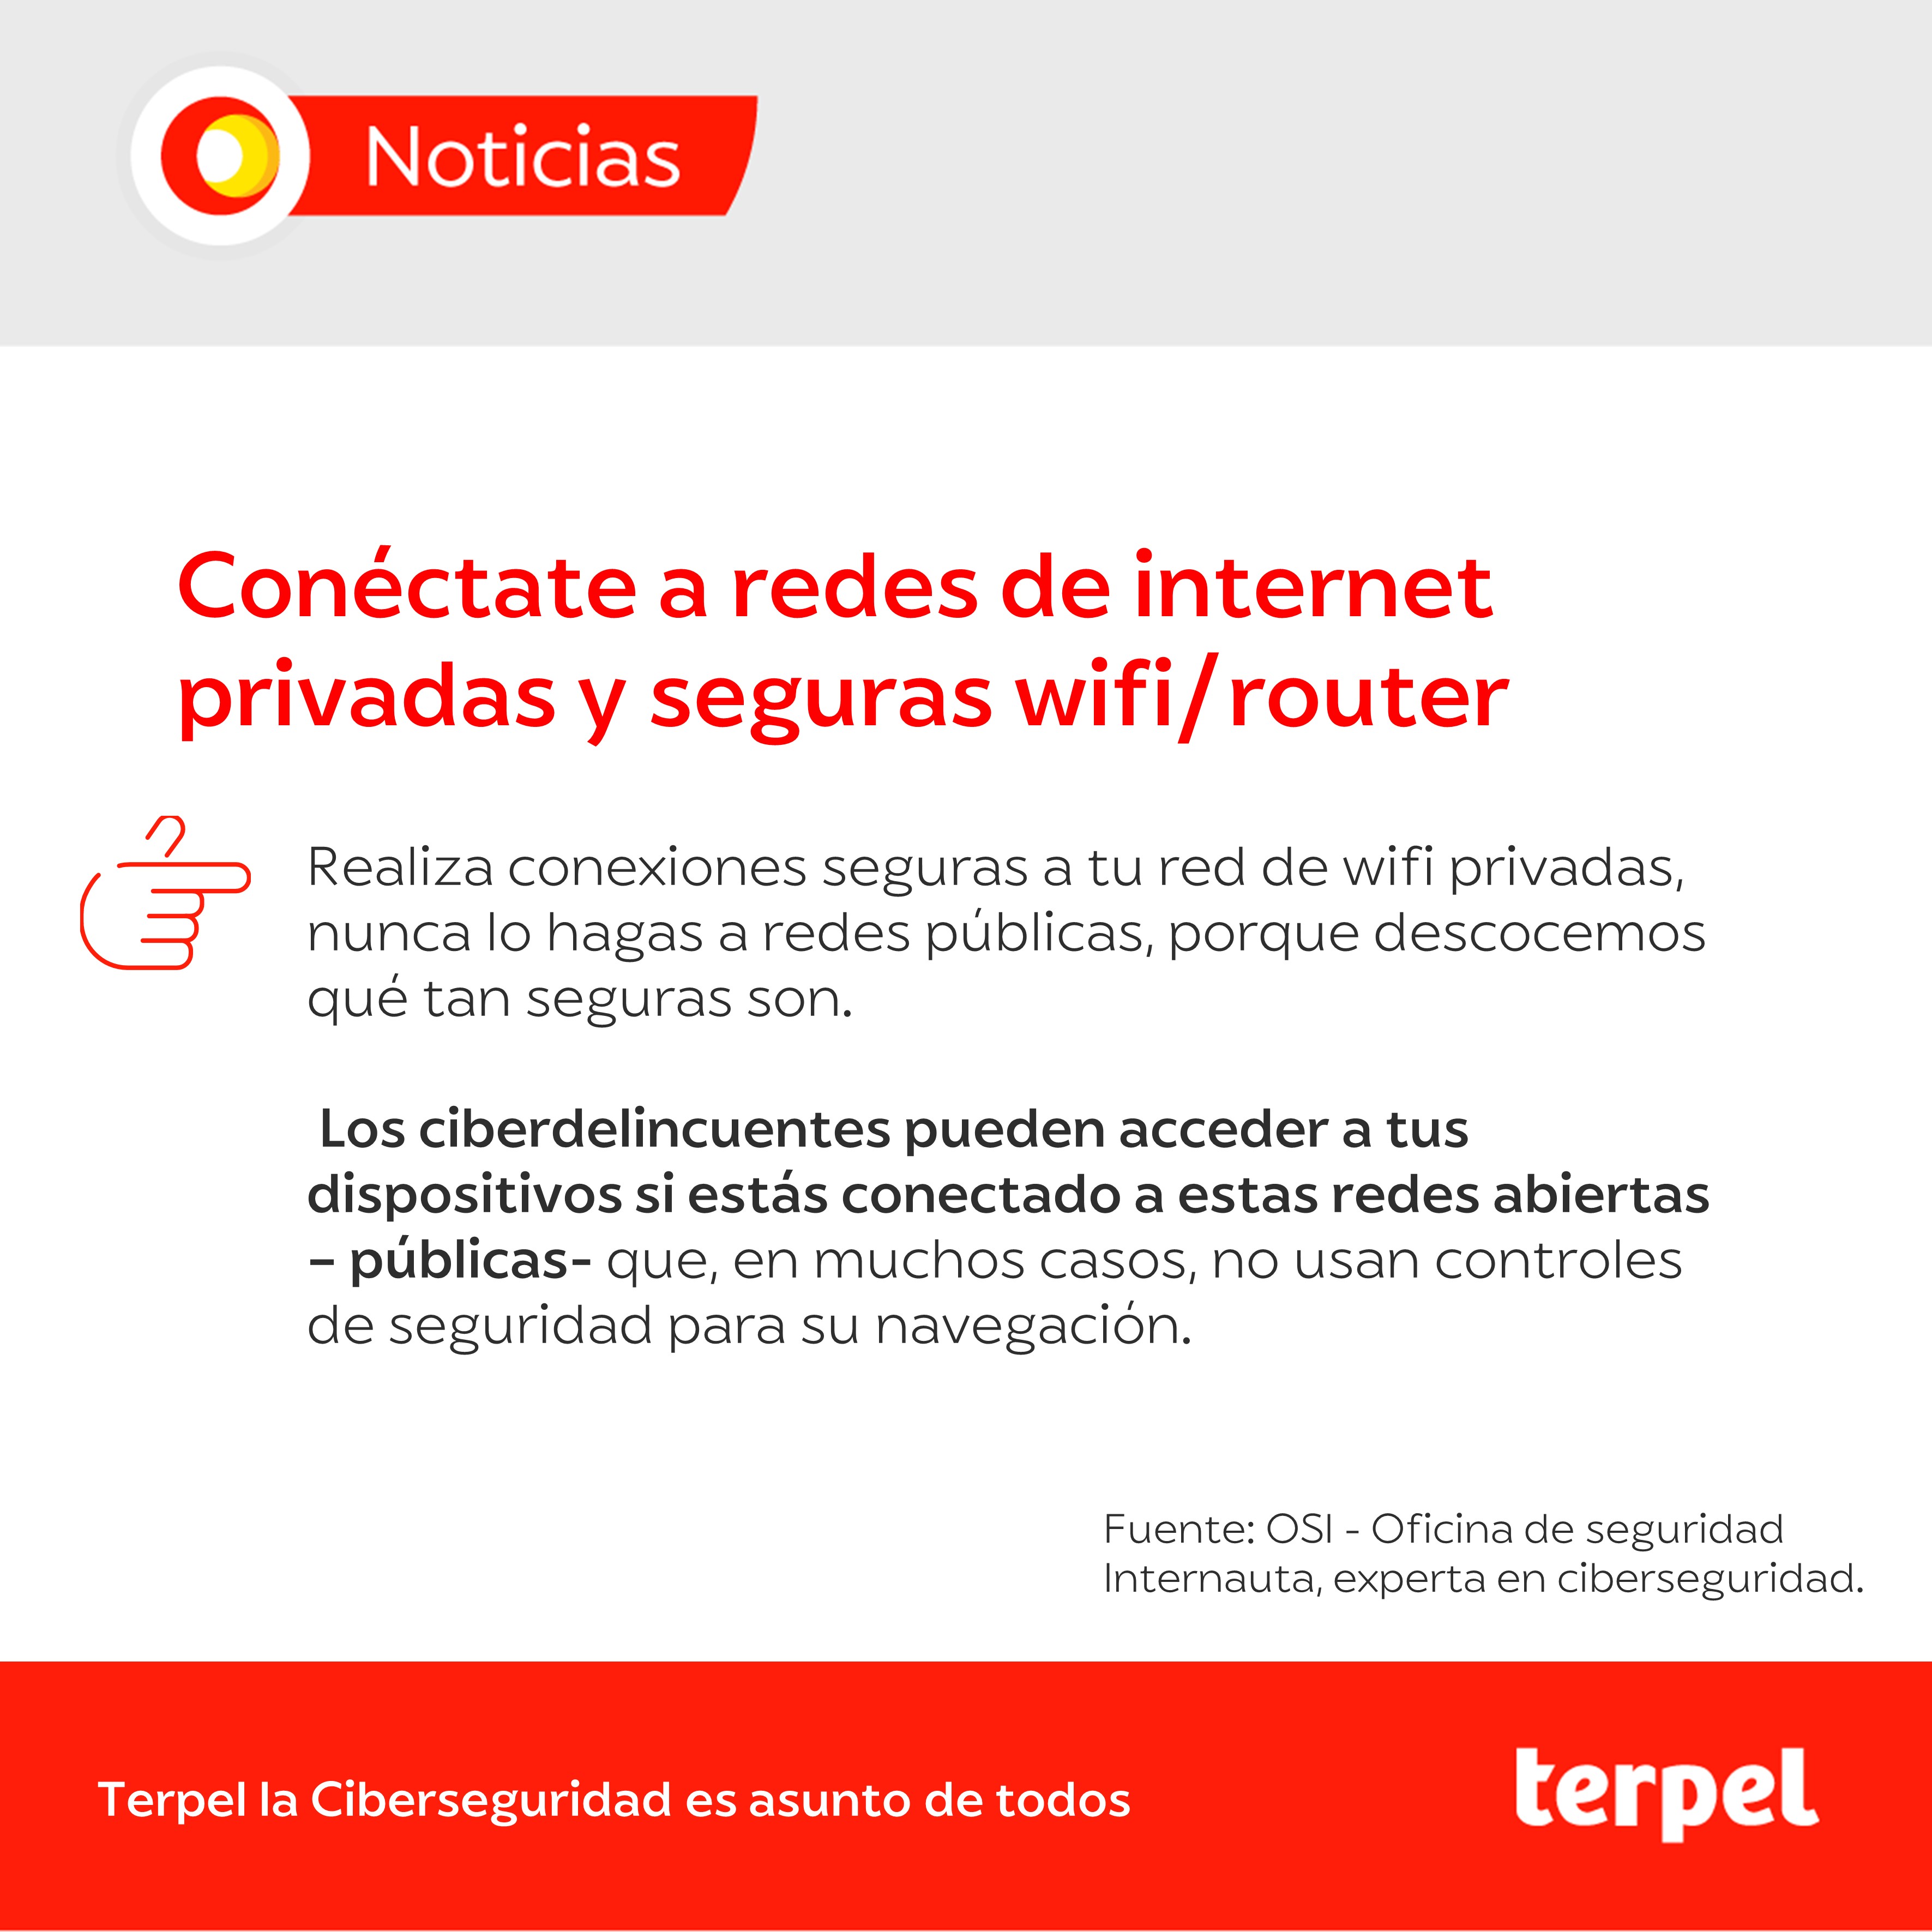 Noticias
Conéctate a redes de internet
privadas y seguras wifi/router
Realiza conexiones seguras a tu red de wifi privadas,
nunca lo hagas a redes públicas, porque descocemos
qué tan seguras son.
Los ciberdelincuentes pueden acceder a tus
dispositivos si estás conectado a estas redes abiertas
– públicas- que, en muchos casos, no usan controles
de seguridad para su navegación.
Fuente: OSI - Oficina de seguridad
Internauta, experta en ciberseguridad.
Terpel la Ciberseguridad es asunto de todos
terpel